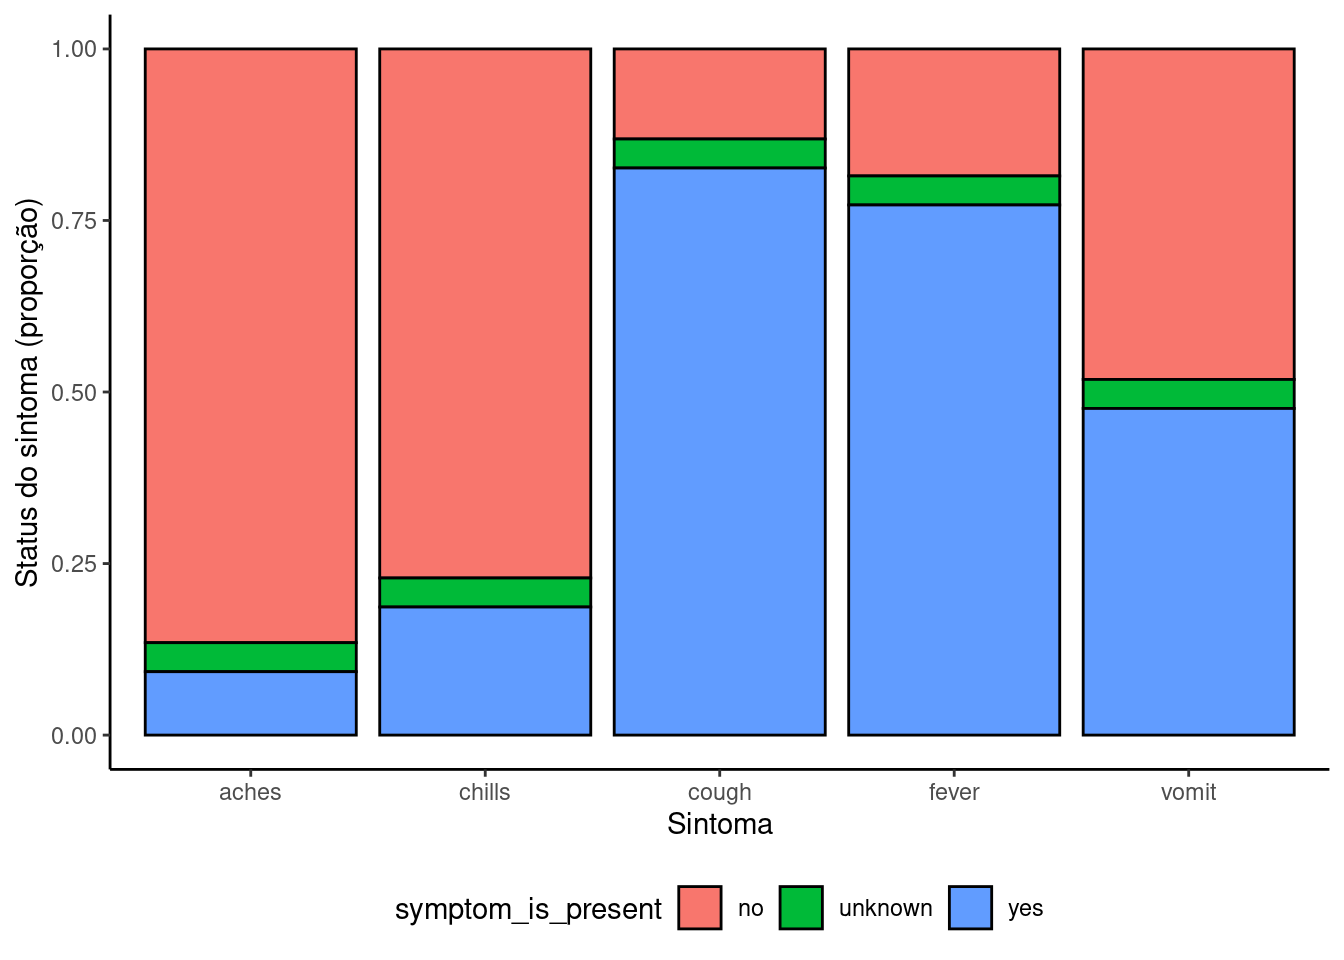 Status do sintoma (proporção)
1.00
0.75
0.50
0.25
0.00
aches chills cough fever vomit
Sintoma
symptom_is_present no unknown yes